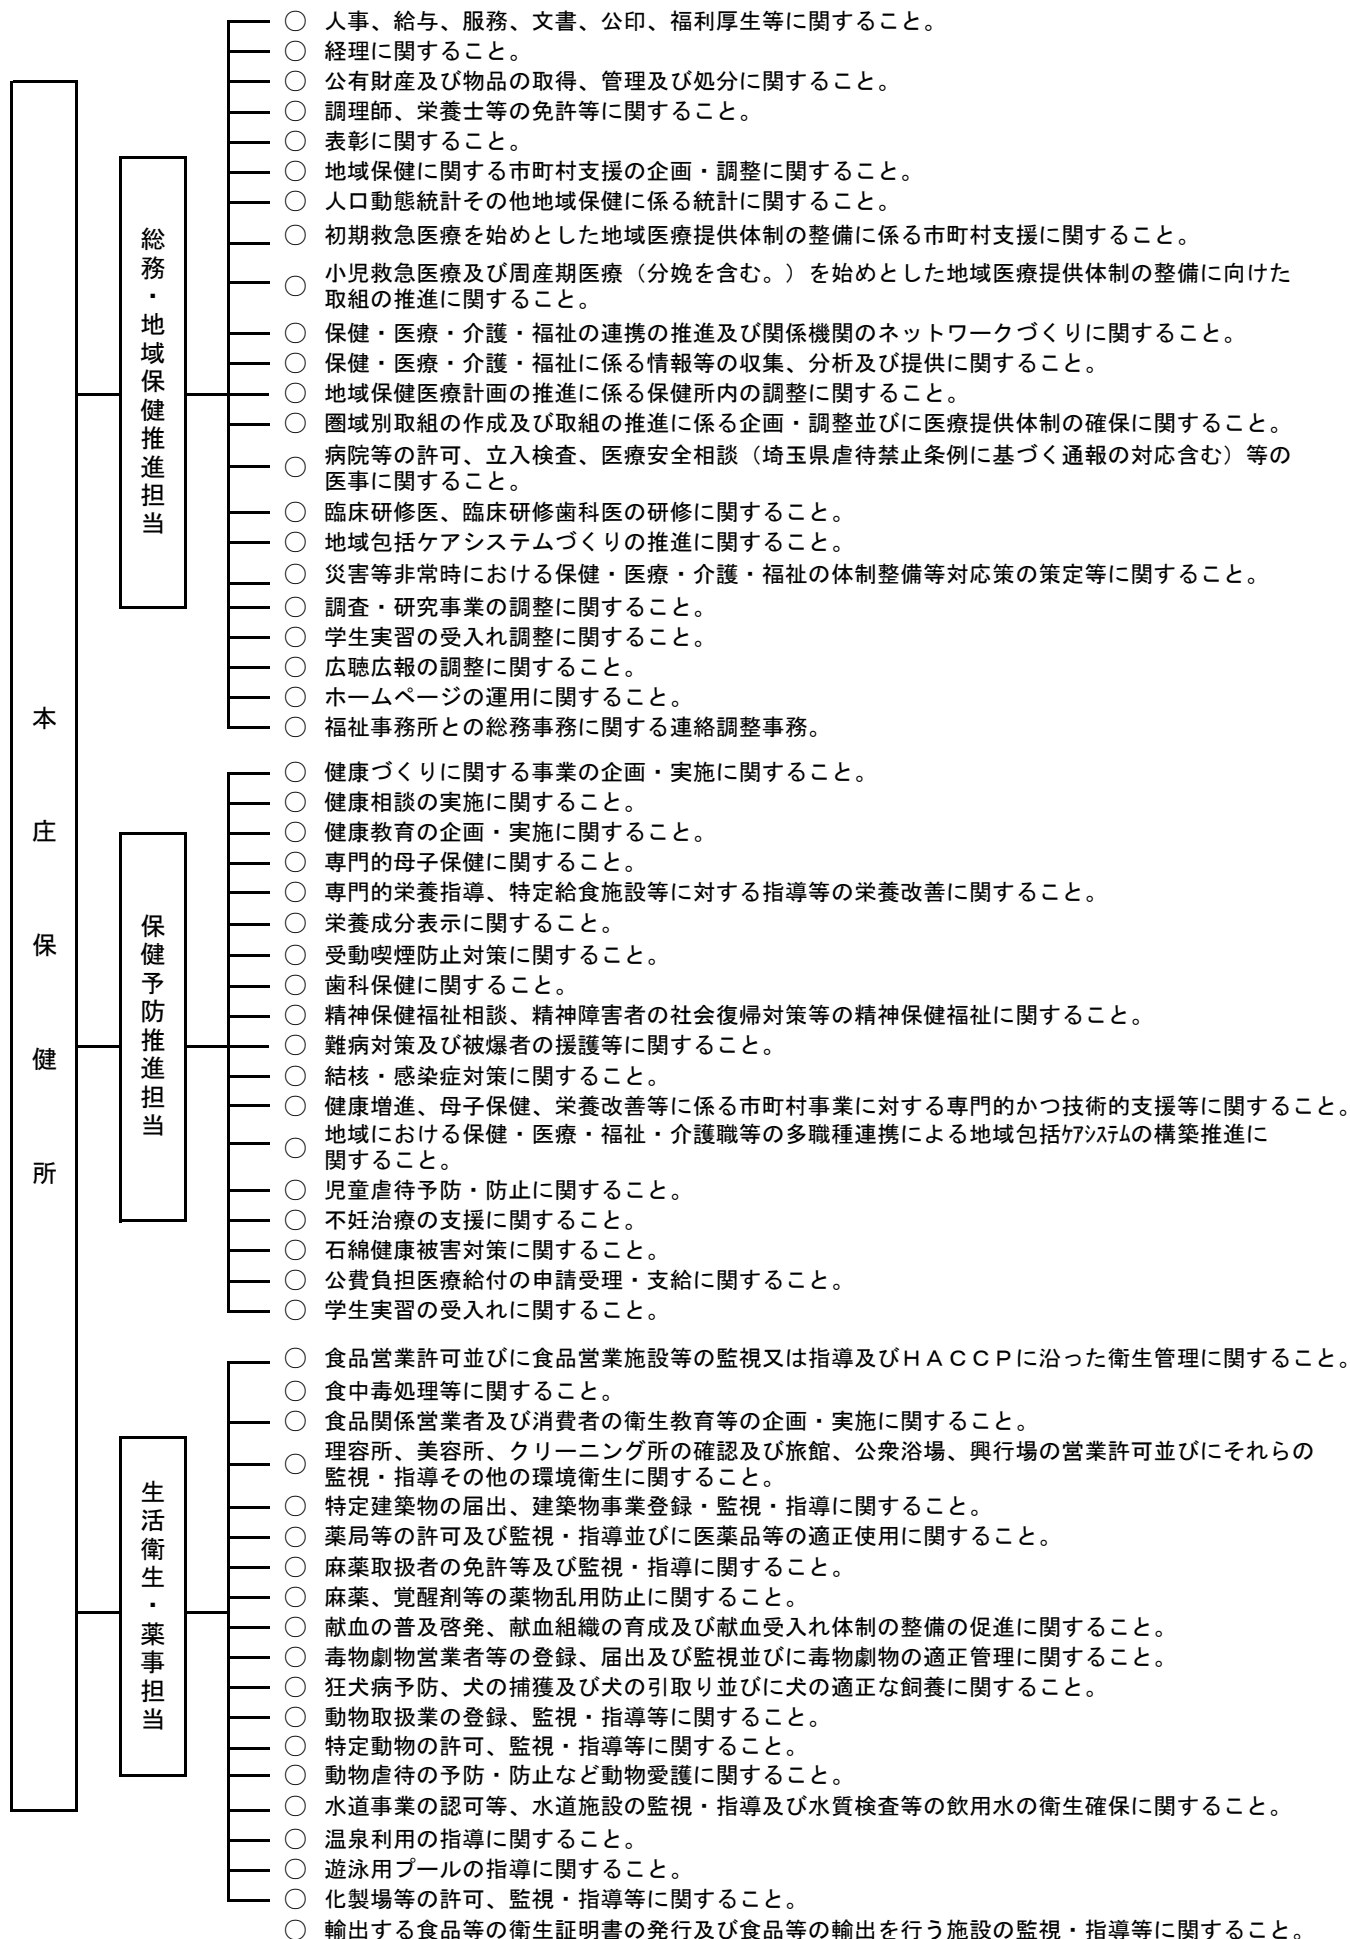 本庄保健所
総務・地域保健推進担当
○ 人事、給与、服務、文書、公印、福利厚生等に関すること。
○ 経理に関すること。
○ 公有財産及び物品の取得、管理及び処分に関すること。
○ 調理師、栄養士等の免許等に関すること。
○ 表彰に関すること。
○ 地域保健に関する市町村支援の企画・調整に関すること。
○ 人口動態統計その他地域保健に係る統計に関すること。
○ 初期救急医療を始めとした地域医療提供体制の整備に係る市町村支援に関すること。
○ 小児救急医療及び周産期医療（分娩を含む。）を始めとした地域医療提供体制の整備に向けた
取組の推進に関すること。
○ 保健・医療・介護・福祉の連携の推進及び関係機関のネットワークづくりに関すること。
○ 保健・医療・介護・福祉に係る情報等の収集、分析及び提供に関すること。
○ 地域保健医療計画の推進に係る保健所内の調整に関すること。
○ 圏域別取組の作成及び取組の推進に係る企画・調整並びに医療提供体制の確保に関すること。
○ 病院等の許可、立入検査、医療安全相談（埼玉県虐待禁止条例に基づく通報の対応含む）等の
医事に関すること。
○ 臨床研修医、臨床研修歯科医の研修に関すること。
○ 地域包括ケアシステムづくりの推進に関すること。
○ 災害等非常時における保健・医療・介護・福祉の体制整備等対応策の策定等に関すること。
○ 調査・研究事業の調整に関すること。
○ 学生実習の受入れ調整に関すること。
○ 広聴広報の調整に関すること。
○ ホームページの運用に関すること。
○ 福祉事務所との総務事務に関する連絡調整事務。
保健予防推進担当
○ 健康づくりに関する事業の企画・実施に関すること。
○ 健康相談の実施に関すること。
○ 健康教育の企画・実施に関すること。
○ 専門的母子保健に関すること。
○ 専門的栄養指導、特定給食施設等に対する指導等の栄養改善に関すること。
○ 栄養成分表示に関すること。
○ 受動喫煙防止対策に関すること。
○ 歯科保健に関すること。
○ 精神保健福祉相談、精神障害者の社会復帰対策等の精神保健福祉に関すること。
○ 難病対策及び被爆者の援護等に関すること。
○ 結核・感染症対策に関すること。
○ 健康増進、母子保健、栄養改善等に係る市町村事業に対する専門的かつ技術的支援等に関すること。
○ 地域における保健・医療・福祉・介護職等の多職種連携による地域包括ｹｱｼｽﾃﾑの構築推進に
関すること。
○ 児童虐待予防・防止に関すること。
○ 不妊治療の支援に関すること。
○ 石綿健康被害対策に関すること。
○ 公費負担医療給付の申請受理・支給に関すること。
○ 学生実習の受入れに関すること。
生活衛生・薬事担当
○ 食品営業許可並びに食品営業施設等の監視又は指導及びＨＡＣＣＰに沿った衛生管理に関すること。
○ 食中毒処理等に関すること。
○ 食品関係営業者及び消費者の衛生教育等の企画・実施に関すること。
○ 理容所、美容所、クリーニング所の確認及び旅館、公衆浴場、興行場の営業許可並びにそれらの
監視・指導その他の環境衛生に関すること。
○ 特定建築物の届出、建築物事業登録・監視・指導に関すること。
○ 薬局等の許可及び監視・指導並びに医薬品等の適正使用に関すること。
○ 麻薬取扱者の免許等及び監視・指導に関すること。
○ 麻薬、覚醒剤等の薬物乱用防止に関すること。
○ 献血の普及啓発、献血組織の育成及び献血受入れ体制の整備の促進に関すること。
○ 毒物劇物営業者等の登録、届出及び監視並びに毒物劇物の適正管理に関すること。
○ 狂犬病予防、犬の捕獲及び犬の引取り並びに犬の適正な飼養に関すること。
○ 動物取扱業の登録、監視・指導等に関すること。
○ 特定動物の許可、監視・指導等に関すること。
○ 動物虐待の予防・防止など動物愛護に関すること。
○ 水道事業の認可等、水道施設の監視・指導及び水質検査等の飲用水の衛生確保に関すること。
○ 温泉利用の指導に関すること。
○ 遊泳用プールの指導に関すること。
○ 化製場等の許可、監視・指導等に関すること。
○ 輸出する食品等の衛生証明書の発行及び食品等の輸出を行う施設の監視・指導等に関すること。